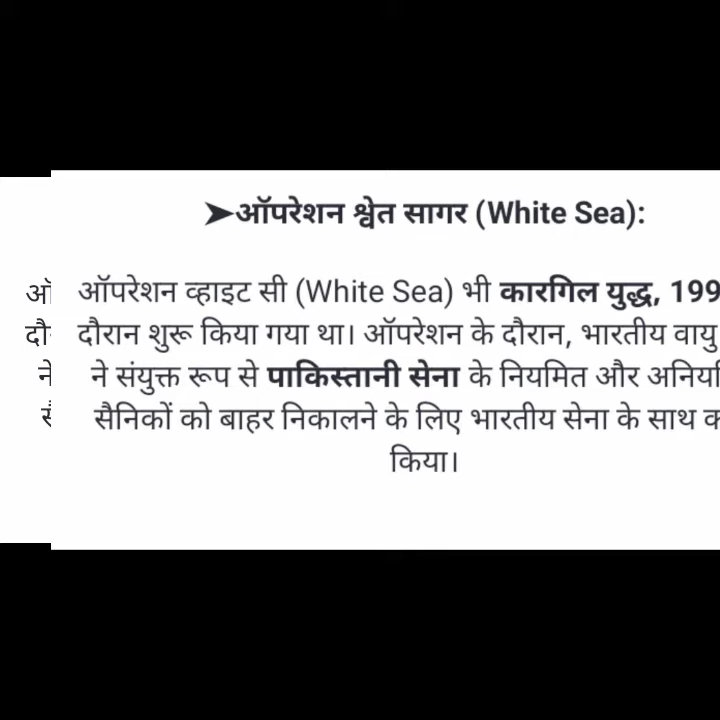 ➤ऑपरेशन श्वेत सागर (White Sea):
ऑपरेशन व्हाइट सी (White Sea) भी कारगिल युद्ध, 199
दौरान शुरू किया गया था। ऑपरेशन के दौरान, भारतीय वायु
ने संयुक्त रूप से पाकिस्तानी सेना के नियमित और
सैनिकों को बाहर निकालने के लिए भारतीय सेना के साथ
किया।